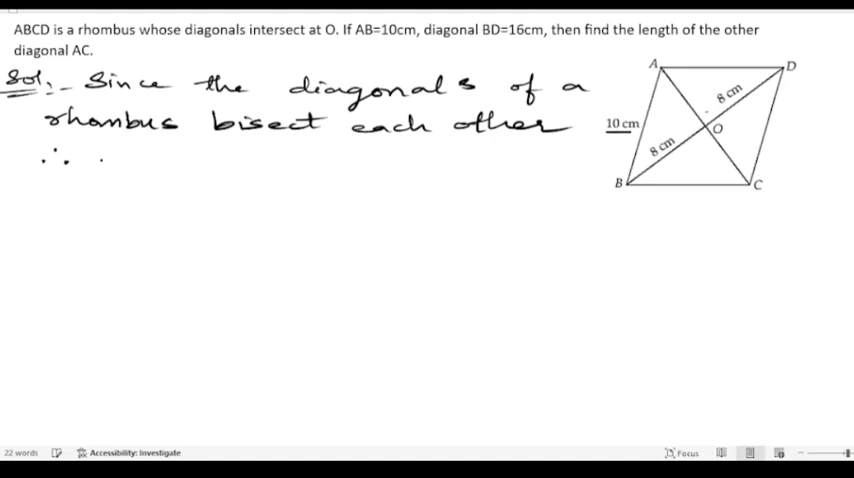 ABCD is a rhombus whose diagonals intersect at O. If AB=10cm, diagonal BD=16cm, then find the length of the other
diagonal AC.
Sol:- Since the diagonals of a
rhombus bisect each other
∴
A
D
8 cm
10 cm
O
8 cm
B
C
22 words
Accessibility: Investigate
Focus